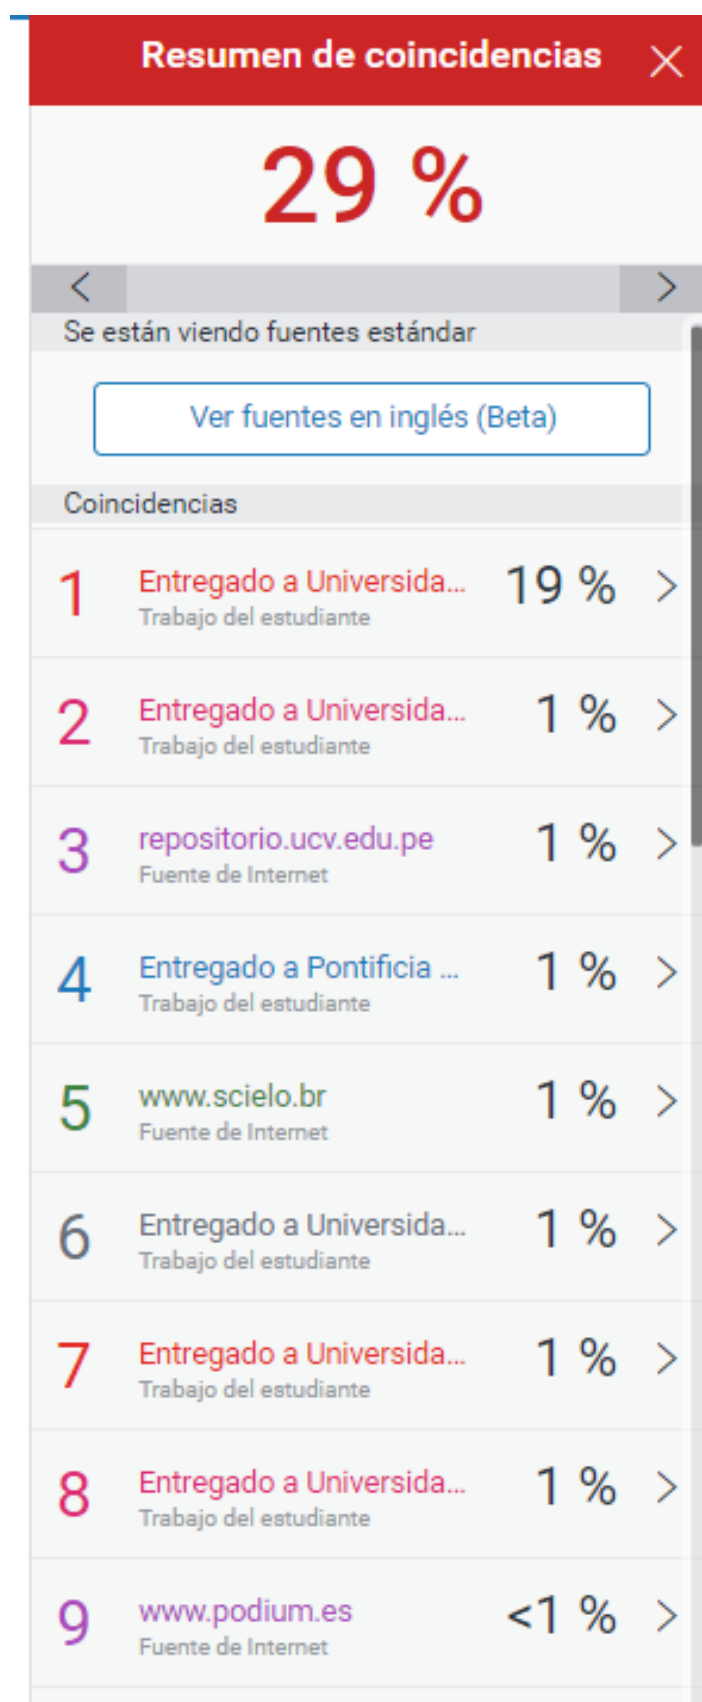 Resumen de coincidencias
29 %
Se están viendo fuentes estándar
Ver fuentes en inglés (Beta)
Coincidencias
1 Entregado a Universida... 19 %
Trabajo del estudiante
2 Entregado a Universida... 1 %
Trabajo del estudiante
3 repositorio.ucv.edu.pe 1 %
Fuente de Internet
4 Entregado a Pontificia ... 1 %
Trabajo del estudiante
5 www.scielo.br 1 %
Fuente de Internet
6 Entregado a Universida... 1 %
Trabajo del estudiante
7 Entregado a Universida... 1 %
Trabajo del estudiante
8 Entregado a Universida... 1 %
Trabajo del estudiante
9 www.podium.es <1 %
Fuente de Internet